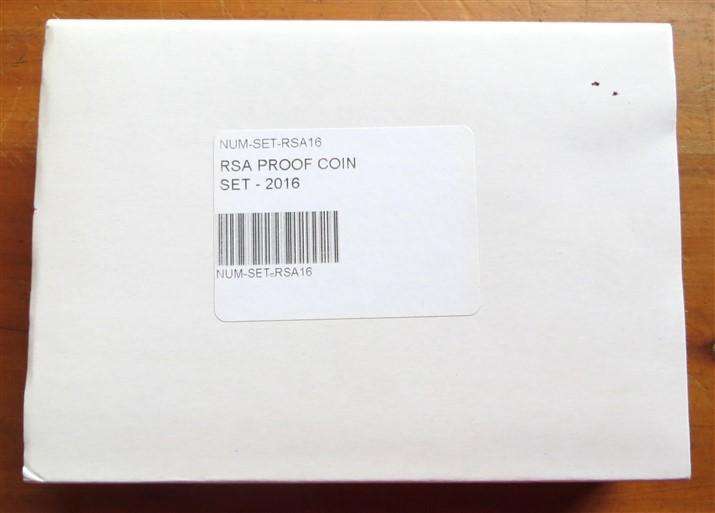 NUM-SET-RSA16
RSA PROOF COIN
SET - 2016
NUM-SET-RSA16